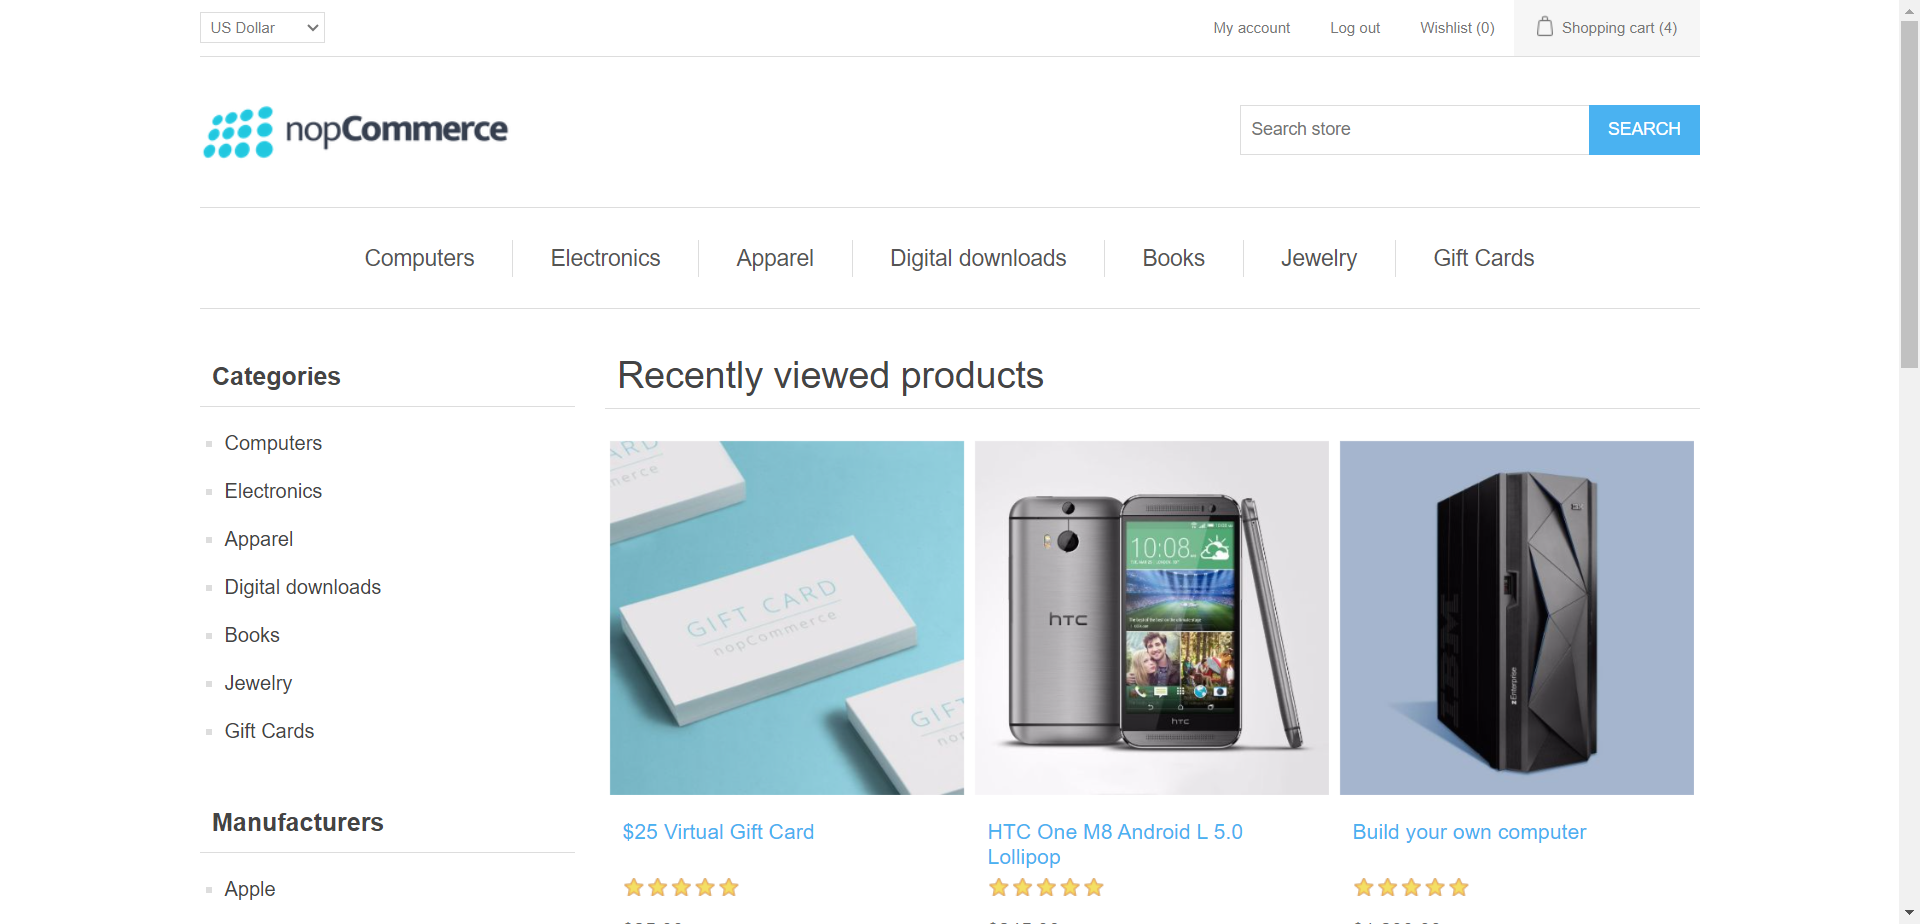 US Dollar
My account
Log out
Wishlist (0)
Shopping cart (4)
nopCommerce
Search store
SEARCH
Computers
Electronics
Apparel
Digital downloads
Books
Jewelry
Gift Cards
Categories
Computers
Electronics
Apparel
Digital downloads
Books
Jewelry
Gift Cards
Manufacturers
Apple
Recently viewed products
GIFT CARD
nopCommerce
10:08
hTC
hTC
IBM
zEnterprise
$25 Virtual Gift Card
HTC One M8 Android L 5.0
Lollipop
Build your own computer